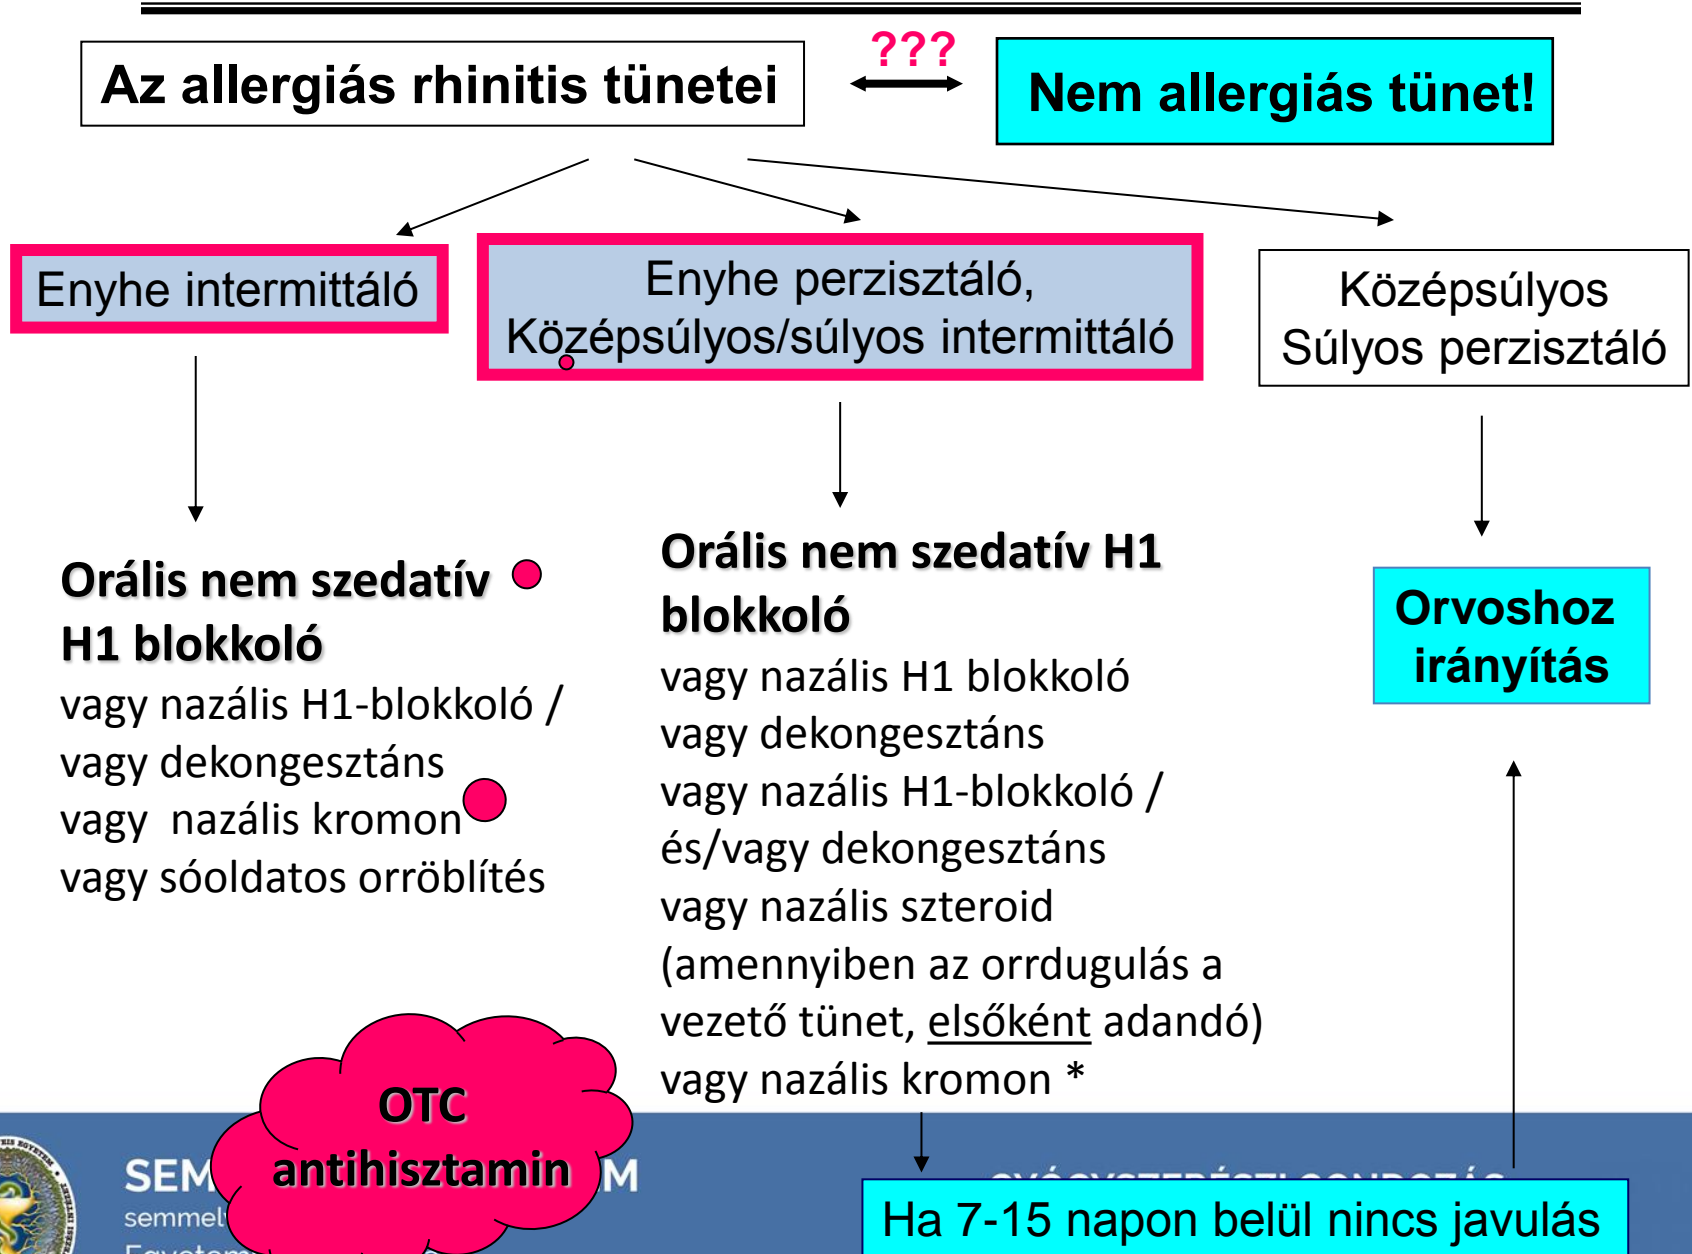 Az allergiás rhinitis tünetei
???
Nem allergiás tünet!
Enyhe intermittáló
Enyhe perzisztáló,
Középsúlyos/súlyos intermittáló
Középsúlyos
Súlyos perzisztáló
Orális nem szedatív
H1 blokkoló
vagy nazális H1-blokkoló /
vagy dekongesztáns
vagy nazális kromon
vagy sóoldatos orröblítés
Orális nem szedatív H1
blokkoló
vagy nazális H1 blokkoló
vagy dekongesztáns
vagy nazális H1-blokkoló /
és/vagy dekongesztáns
vagy nazális szteroid
(amennyiben az orrdugulás a
vezető tünet, elsőként adandó)
vagy nazális kromon *
Orvoshoz
irányítás
OTC
antihisztamin
SEM
M
semmel
Ha 7-15 napon belül nincs javulás